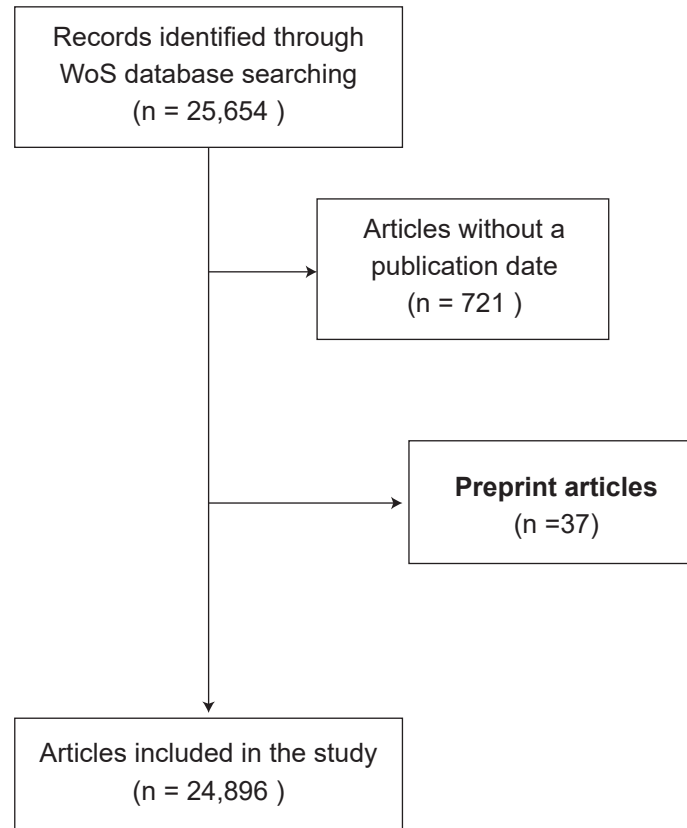 Records identified through
WoS database searching
(n = 25,654 )
Articles without a
publication date
(n = 721 )
Preprint articles
(n =37)
Articles included in the study
(n = 24,896 )